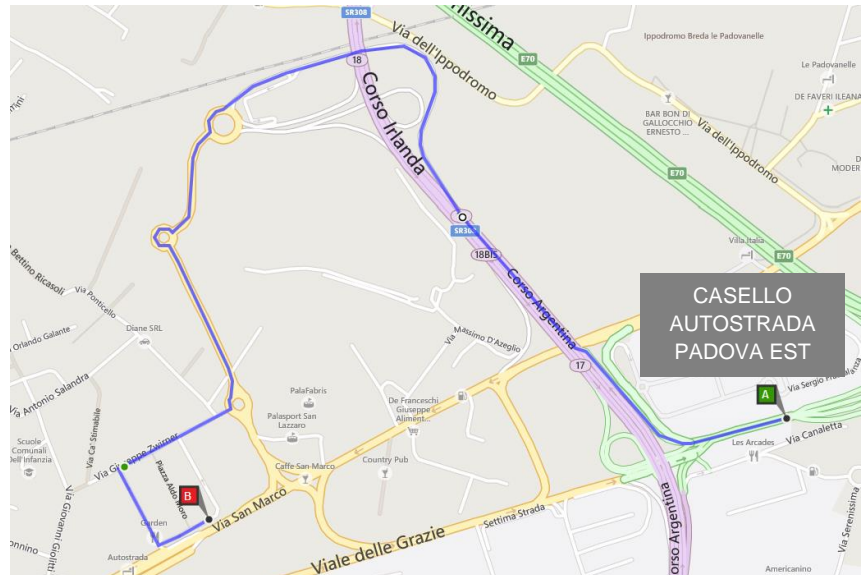 SR308
nissima
Via dell'Ippodromo
E70
Ippodromo Breda le Padovanelle
Le Padovanelle
DE FAVERI ILEANA
18
Corso Irlanda
BAR BON DI
GALLOCCHIO
ERNESTO ...
Via dell'Ippodromo
E70
MODER
SR308
18BIS
Villa Italia
E70
Bettino Ricasoli
Via Ponticello
Corso Argentina
CASELLO
AUTOSTRADA
PADOVA EST
Orlando Galante
Diane SRL
Via
Massimo D'Azeglio
17
Via Antonio Salandra
PalaFabris
Palasport San
Lazzaro
De Franceschi
Giuseppe
Aliment...
A
Via Ca' Stimabile
Les Arcades
Via Canaletta
Scuole
Comunali
Dell'Infanzia
Via Giuseppe Zwirner
Caffe San Marco
Country Pub
Piazza Aldo Moro
B
Via San Marco
Settima Strada
Corso Argentina
Via Serenissima
Via Giovanni Giolitti
Garden
Viale delle Grazie
onnino
Autostrada
Americanino